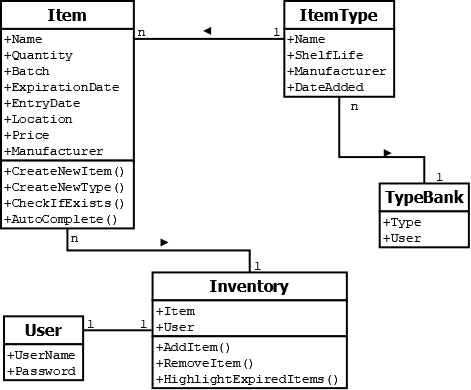 Item
+Name
+Quantity
+Batch
+ExpirationDate
+EntryDate
+Location
+Price
+Manufacturer
+CreateNewItem()
+CreateNewType()
+CheckIfExists()
+AutoComplete()
n
1
ItemType
+Name
+ShelfLife
+Manufacturer
+DateAdded
n
1
TypeBank
+Type
+User
n
1
Inventory
+Item
+User
+AddItem()
+RemoveItem()
+HighlightExpiredItems()
1
1
User
+UserName
+Password